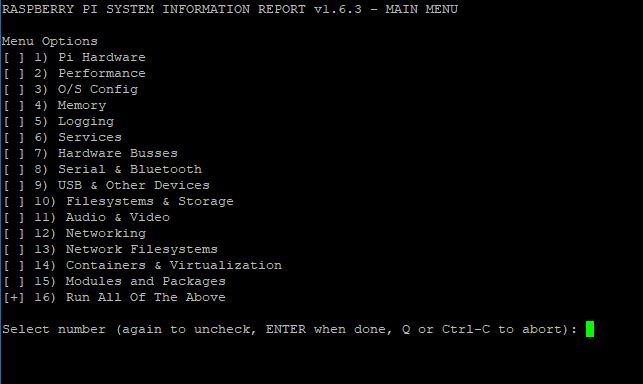 RASPBERRY PI SYSTEM INFORMATION REPORT v1.6.3 - MAIN MENU
Menu Options
[ ] 1) Pi Hardware
[ ] 2) Performance
[ ] 3) O/S Config
[ ] 4) Memory
[ ] 5) Logging
[ ] 6) Services
[ ] 7) Hardware Busses
[ ] 8) Serial & Bluetooth
[ ] 9) USB & Other Devices
[ ] 10) Filesystems & Storage
[ ] 11) Audio & Video
[ ] 12) Networking
[ ] 13) Network Filesystems
[ ] 14) Containers & Virtualization
[ ] 15) Modules and Packages
[+] 16) Run All Of The Above
Select number (again to uncheck, ENTER when done, Q or Ctrl-C to abort):